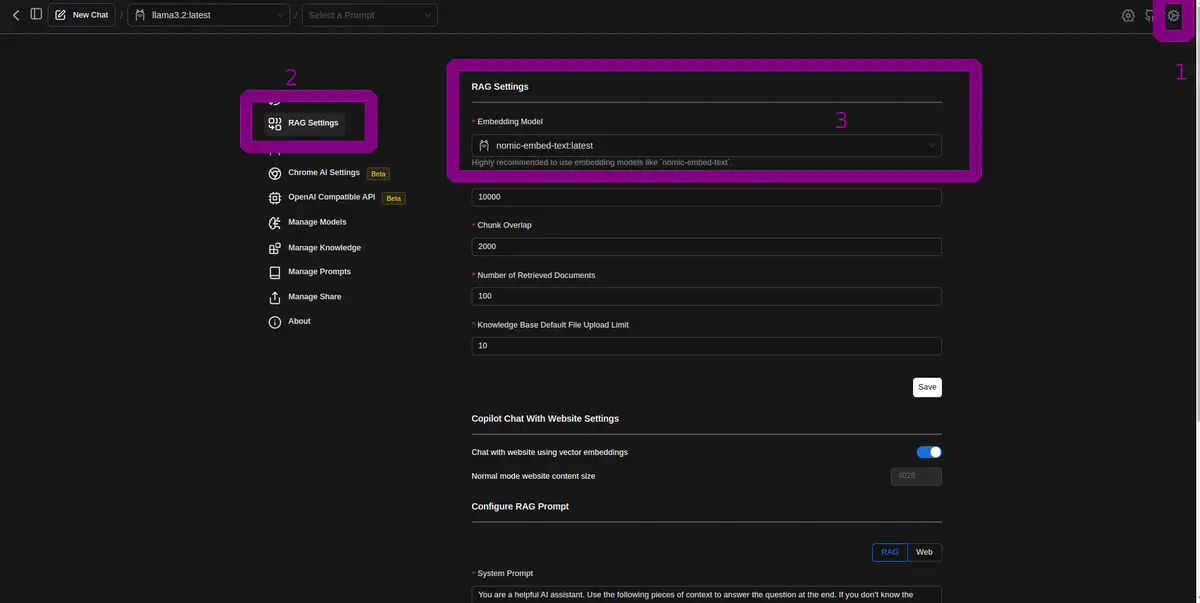 New Chat / llama3.2:latest / Select a Prompt
1
2
RAG Settings
Chrome AI Settings Beta
OpenAI Compatible API Beta
Manage Models
Manage Knowledge
Manage Prompts
Manage Share
About
RAG Settings
3
* Embedding Model
nomic-embed-text:latest
Highly recommended to use embedding models like `nomic-embed-text`.
10000
* Chunk Overlap
2000
* Number of Retrieved Documents
100
* Knowledge Base Default File Upload Limit
10
Save
Copilot Chat With Website Settings
Chat with website using vector embeddings
Normal mode website content size 4028
Configure RAG Prompt
RAG Web
* System Prompt
You are a helpful AI assistant. Use the following pieces of context to answer the question at the end. If you don't know the